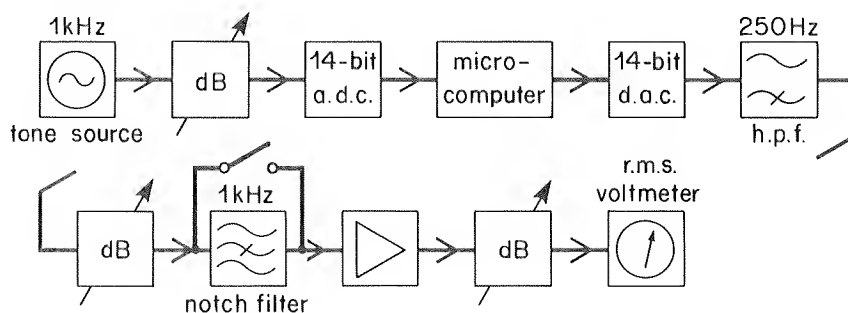 1kHz
tone source
dB
14-bit
a.d.c.
micro-
computer
14-bit
d.a.c.
250Hz
h.p.f.
dB
1kHz
notch filter
dB
r.m.s.
voltmeter